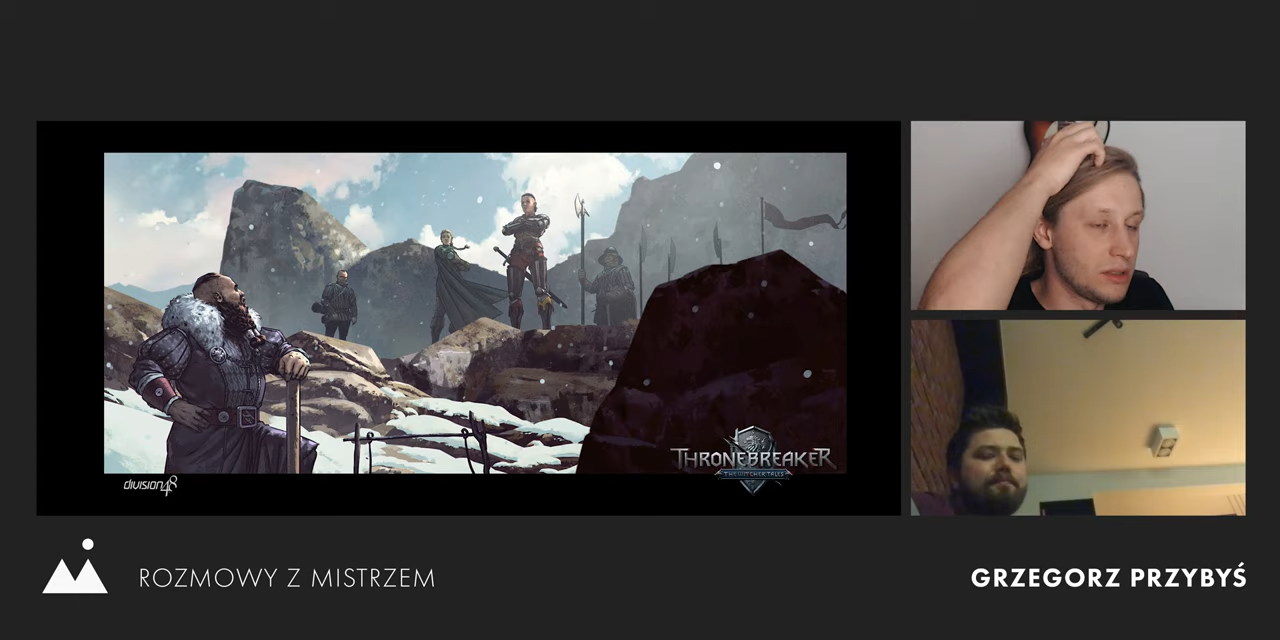 THRONEBREAKER
THE WITCHER TALES
division48
ROZMOWY Z MISTRZEM
GRZEGORZ PRZYBYŚ